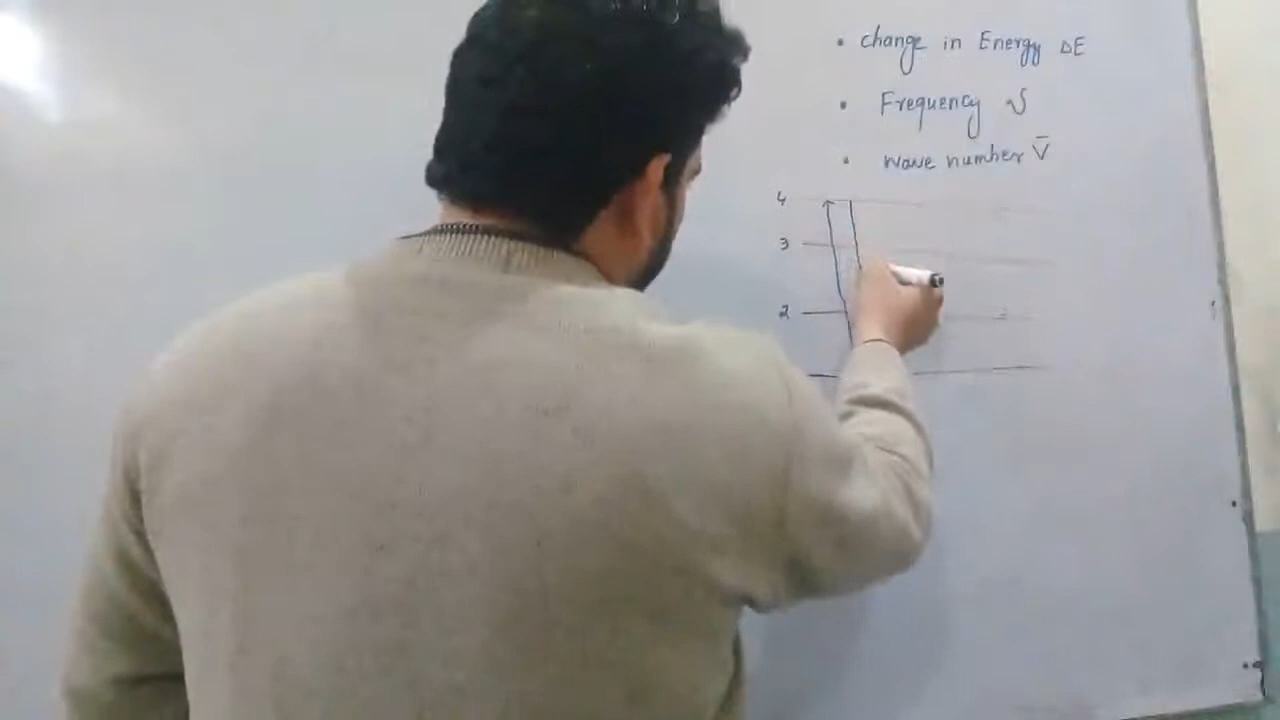 • change in Energy ΔE
• Frequency ν
• wave number V̄
4
3
2